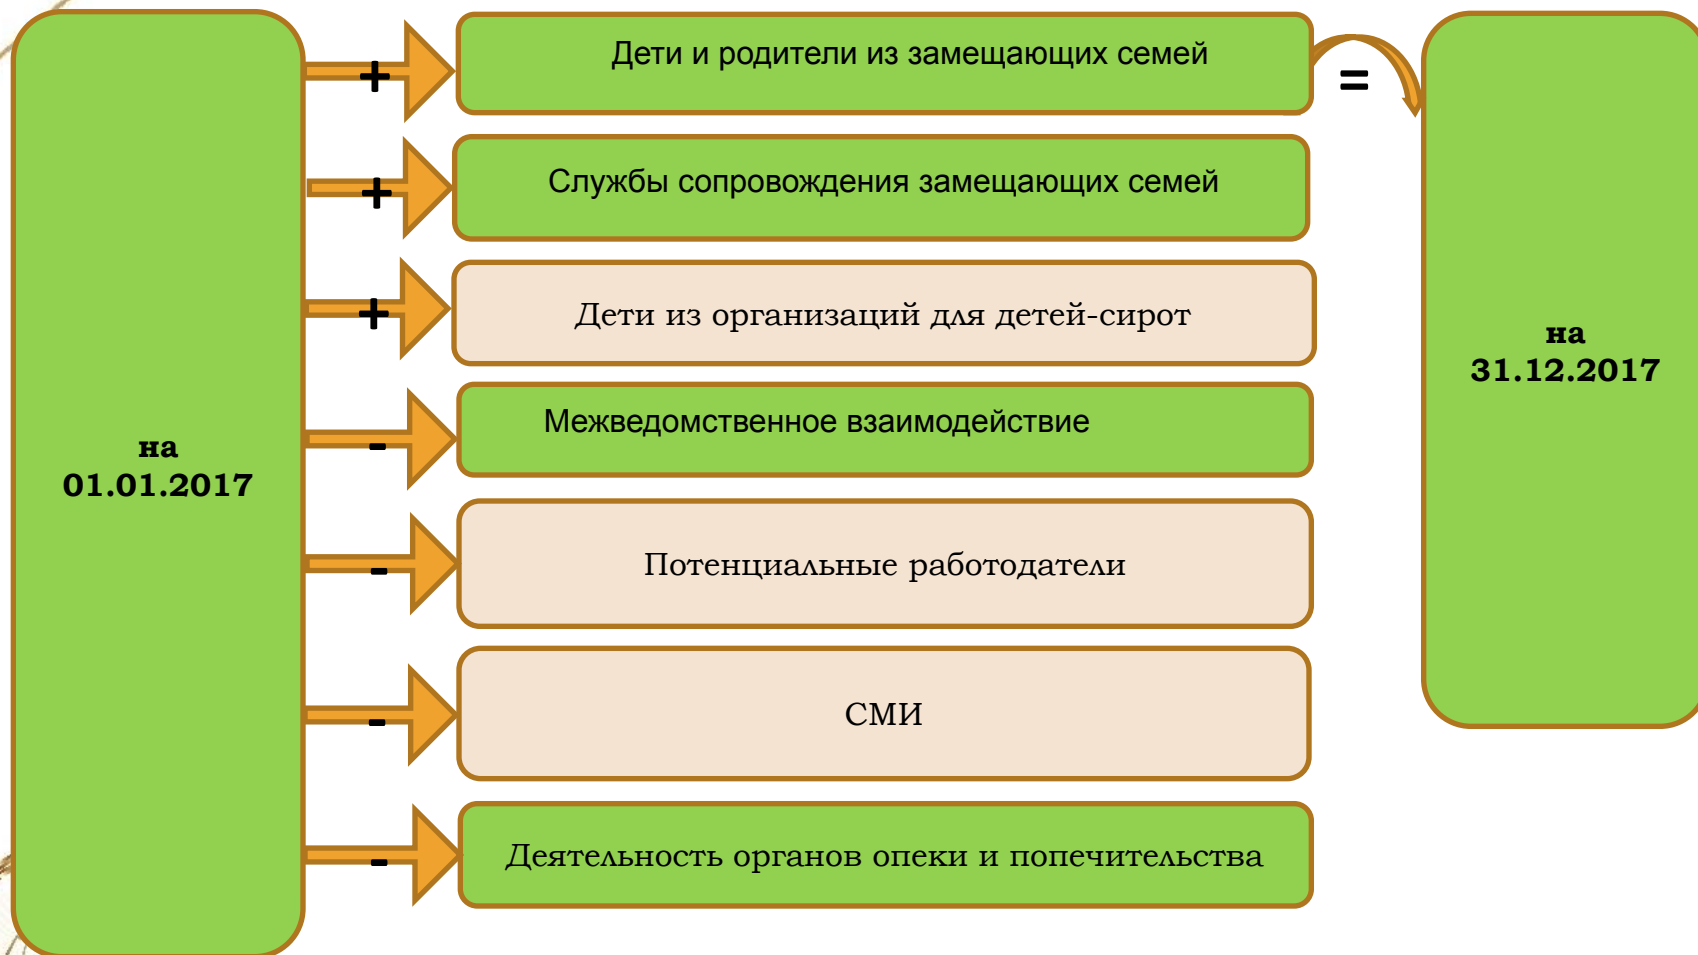 на
01.01.2017
+ Дети и родители из замещающих семей =
+ Службы сопровождения замещающих семей
+ Дети из организаций для детей-сирот
- Межведомственное взаимодействие
- Потенциальные работодатели
- СМИ
- Деятельность органов опеки и попечительства
на
31.12.2017